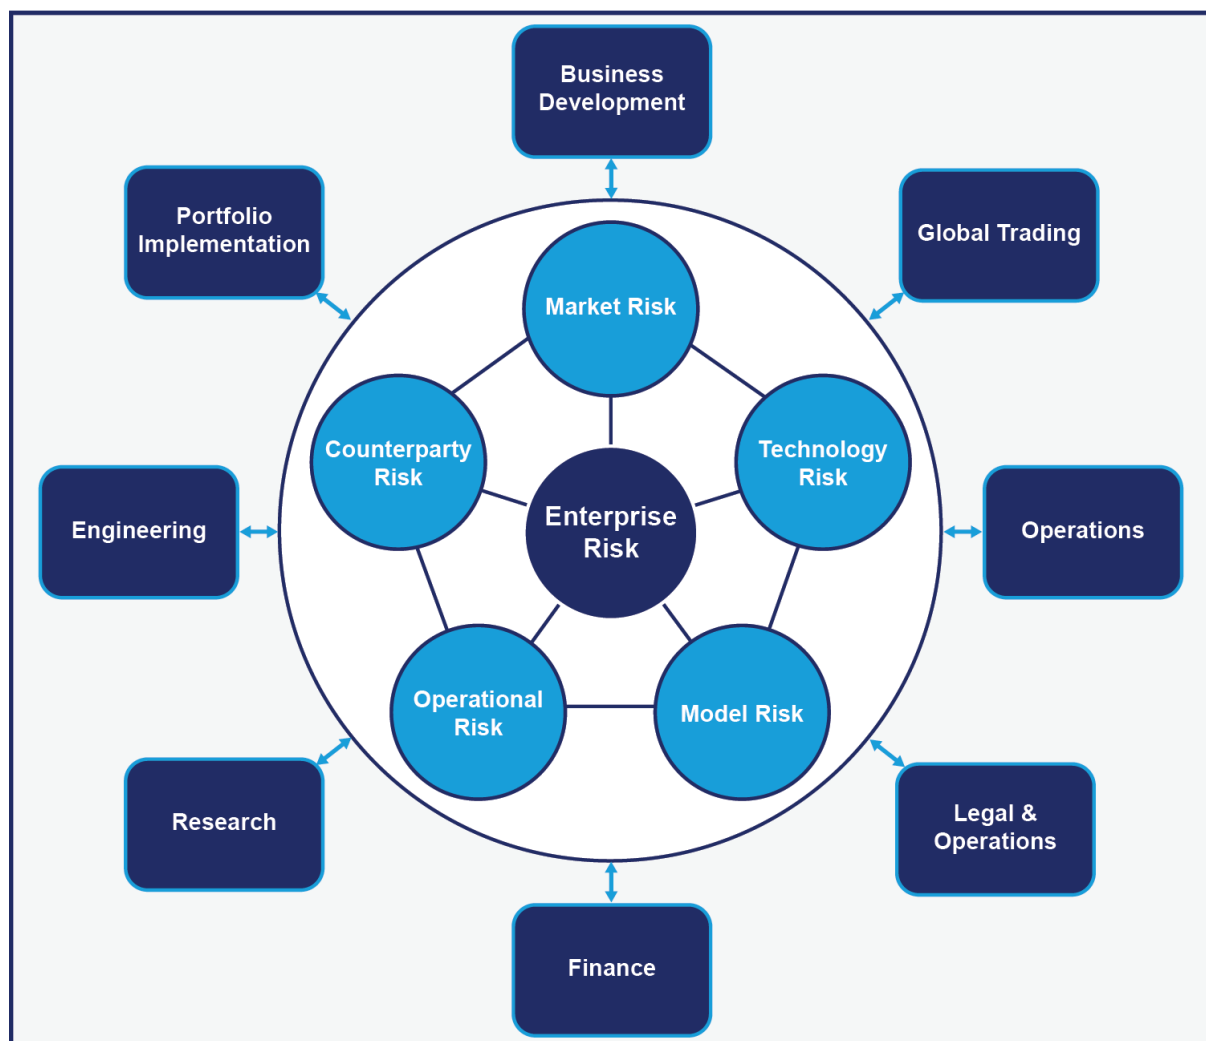 Business
Development
Portfolio
Implementation
Global Trading
Market Risk
Counterparty
Risk
Technology
Risk
Enterprise
Risk
Engineering
Operations
Operational
Risk
Model Risk
Research
Legal &
Operations
Finance